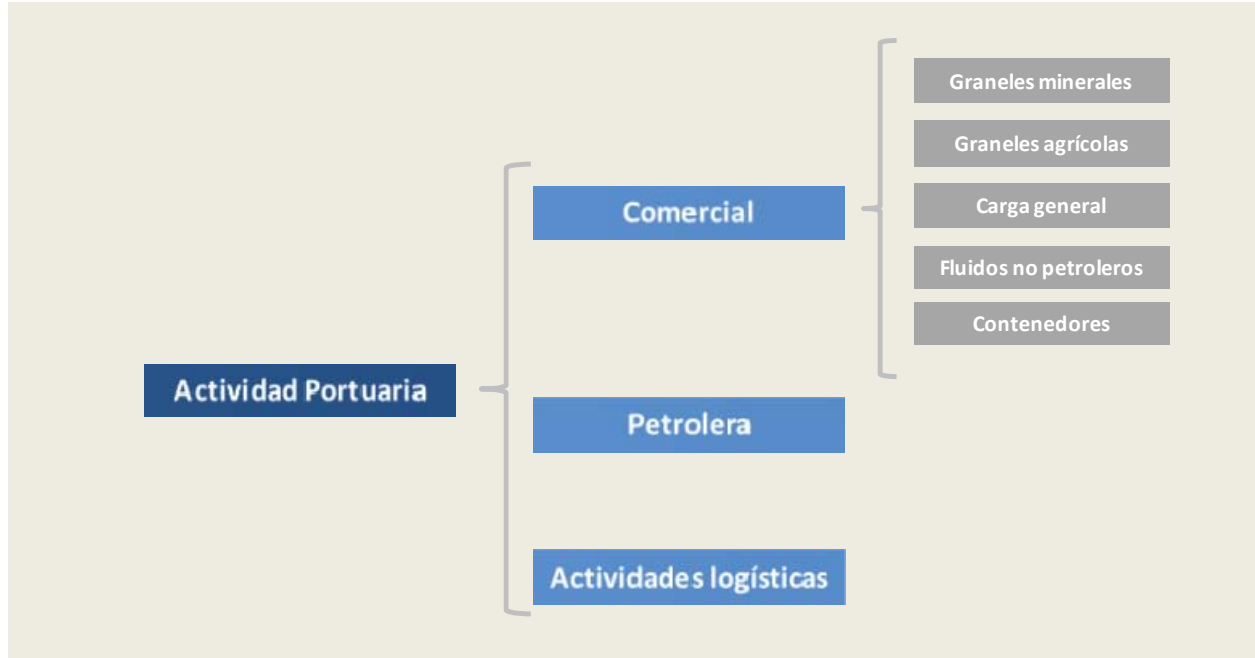 Actividad Portuaria
Comercial
Petrolera
Actividades logísticas
Graneles minerales
Graneles agrícolas
Carga general
Fluidos no petroleros
Contenedores